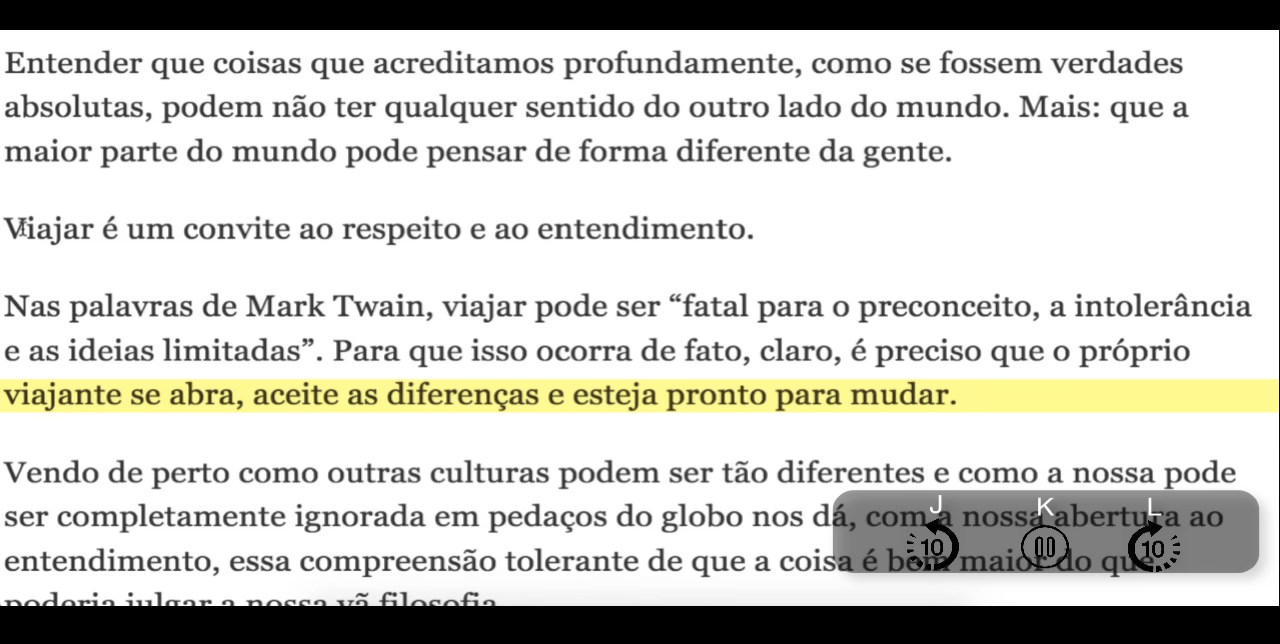 Entender que coisas que acreditamos profundamente, como se fossem verdades
absolutas, podem não ter qualquer sentido do outro lado do mundo. Mais: que a
maior parte do mundo pode pensar de forma diferente da gente.
Viajar é um convite ao respeito e ao entendimento.
Nas palavras de Mark Twain, viajar pode ser “fatal para o preconceito, a intolerância
e as ideias limitadas”. Para que isso ocorra de fato, claro, é preciso que o próprio
viajante se abra, aceite as diferenças e esteja pronto para mudar.
Vendo de perto como outras culturas podem ser tão diferentes e como a nossa pode
J K L
ser completamente ignorada em pedaços do globo nos dá, com a nossa abertura ao
10 10
entendimento, essa compreensão tolerante de que a coisa é bem maior do que
poderia julgar a nossa vã filosofia.